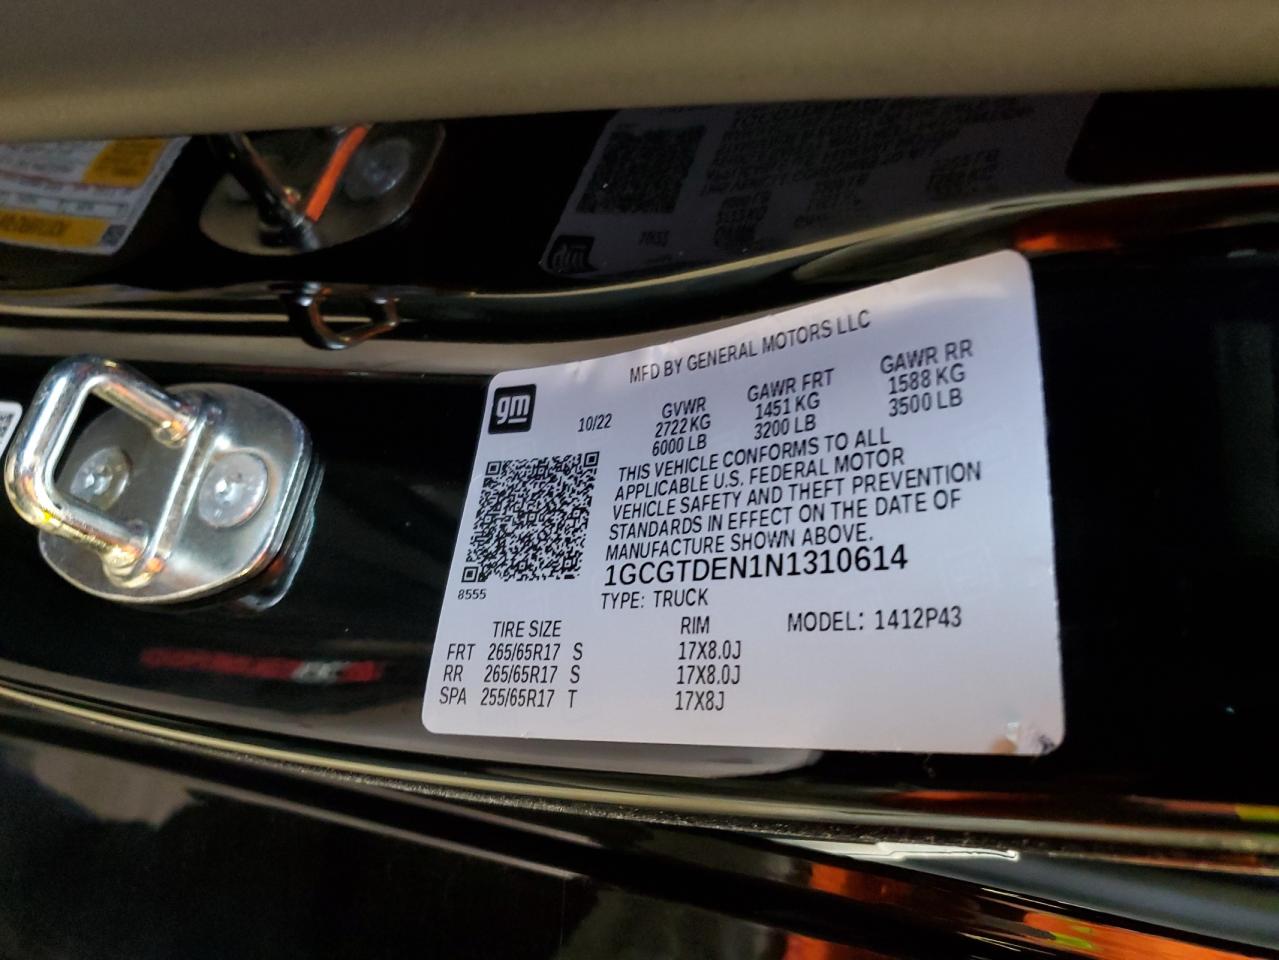 MFD BY GENERAL MOTORS LLC
gm
10/22
GVWR
2722 KG
6000 LB
GAWR FRT
1451 KG
3200 LB
GAWR RR
1588 KG
3500 LB
THIS VEHICLE CONFORMS TO ALL
APPLICABLE U.S. FEDERAL MOTOR
VEHICLE SAFETY AND THEFT PREVENTION
STANDARDS IN EFFECT ON THE DATE OF
MANUFACTURE SHOWN ABOVE.
1GCGTDEN1N1310614
8555
TYPE: TRUCK
MODEL: 1412P43
TIRE SIZE RIM
FRT 265/65R17 S 17X8.0J
RR 265/65R17 S 17X8.0J
SPA 255/65R17 T 17X8J